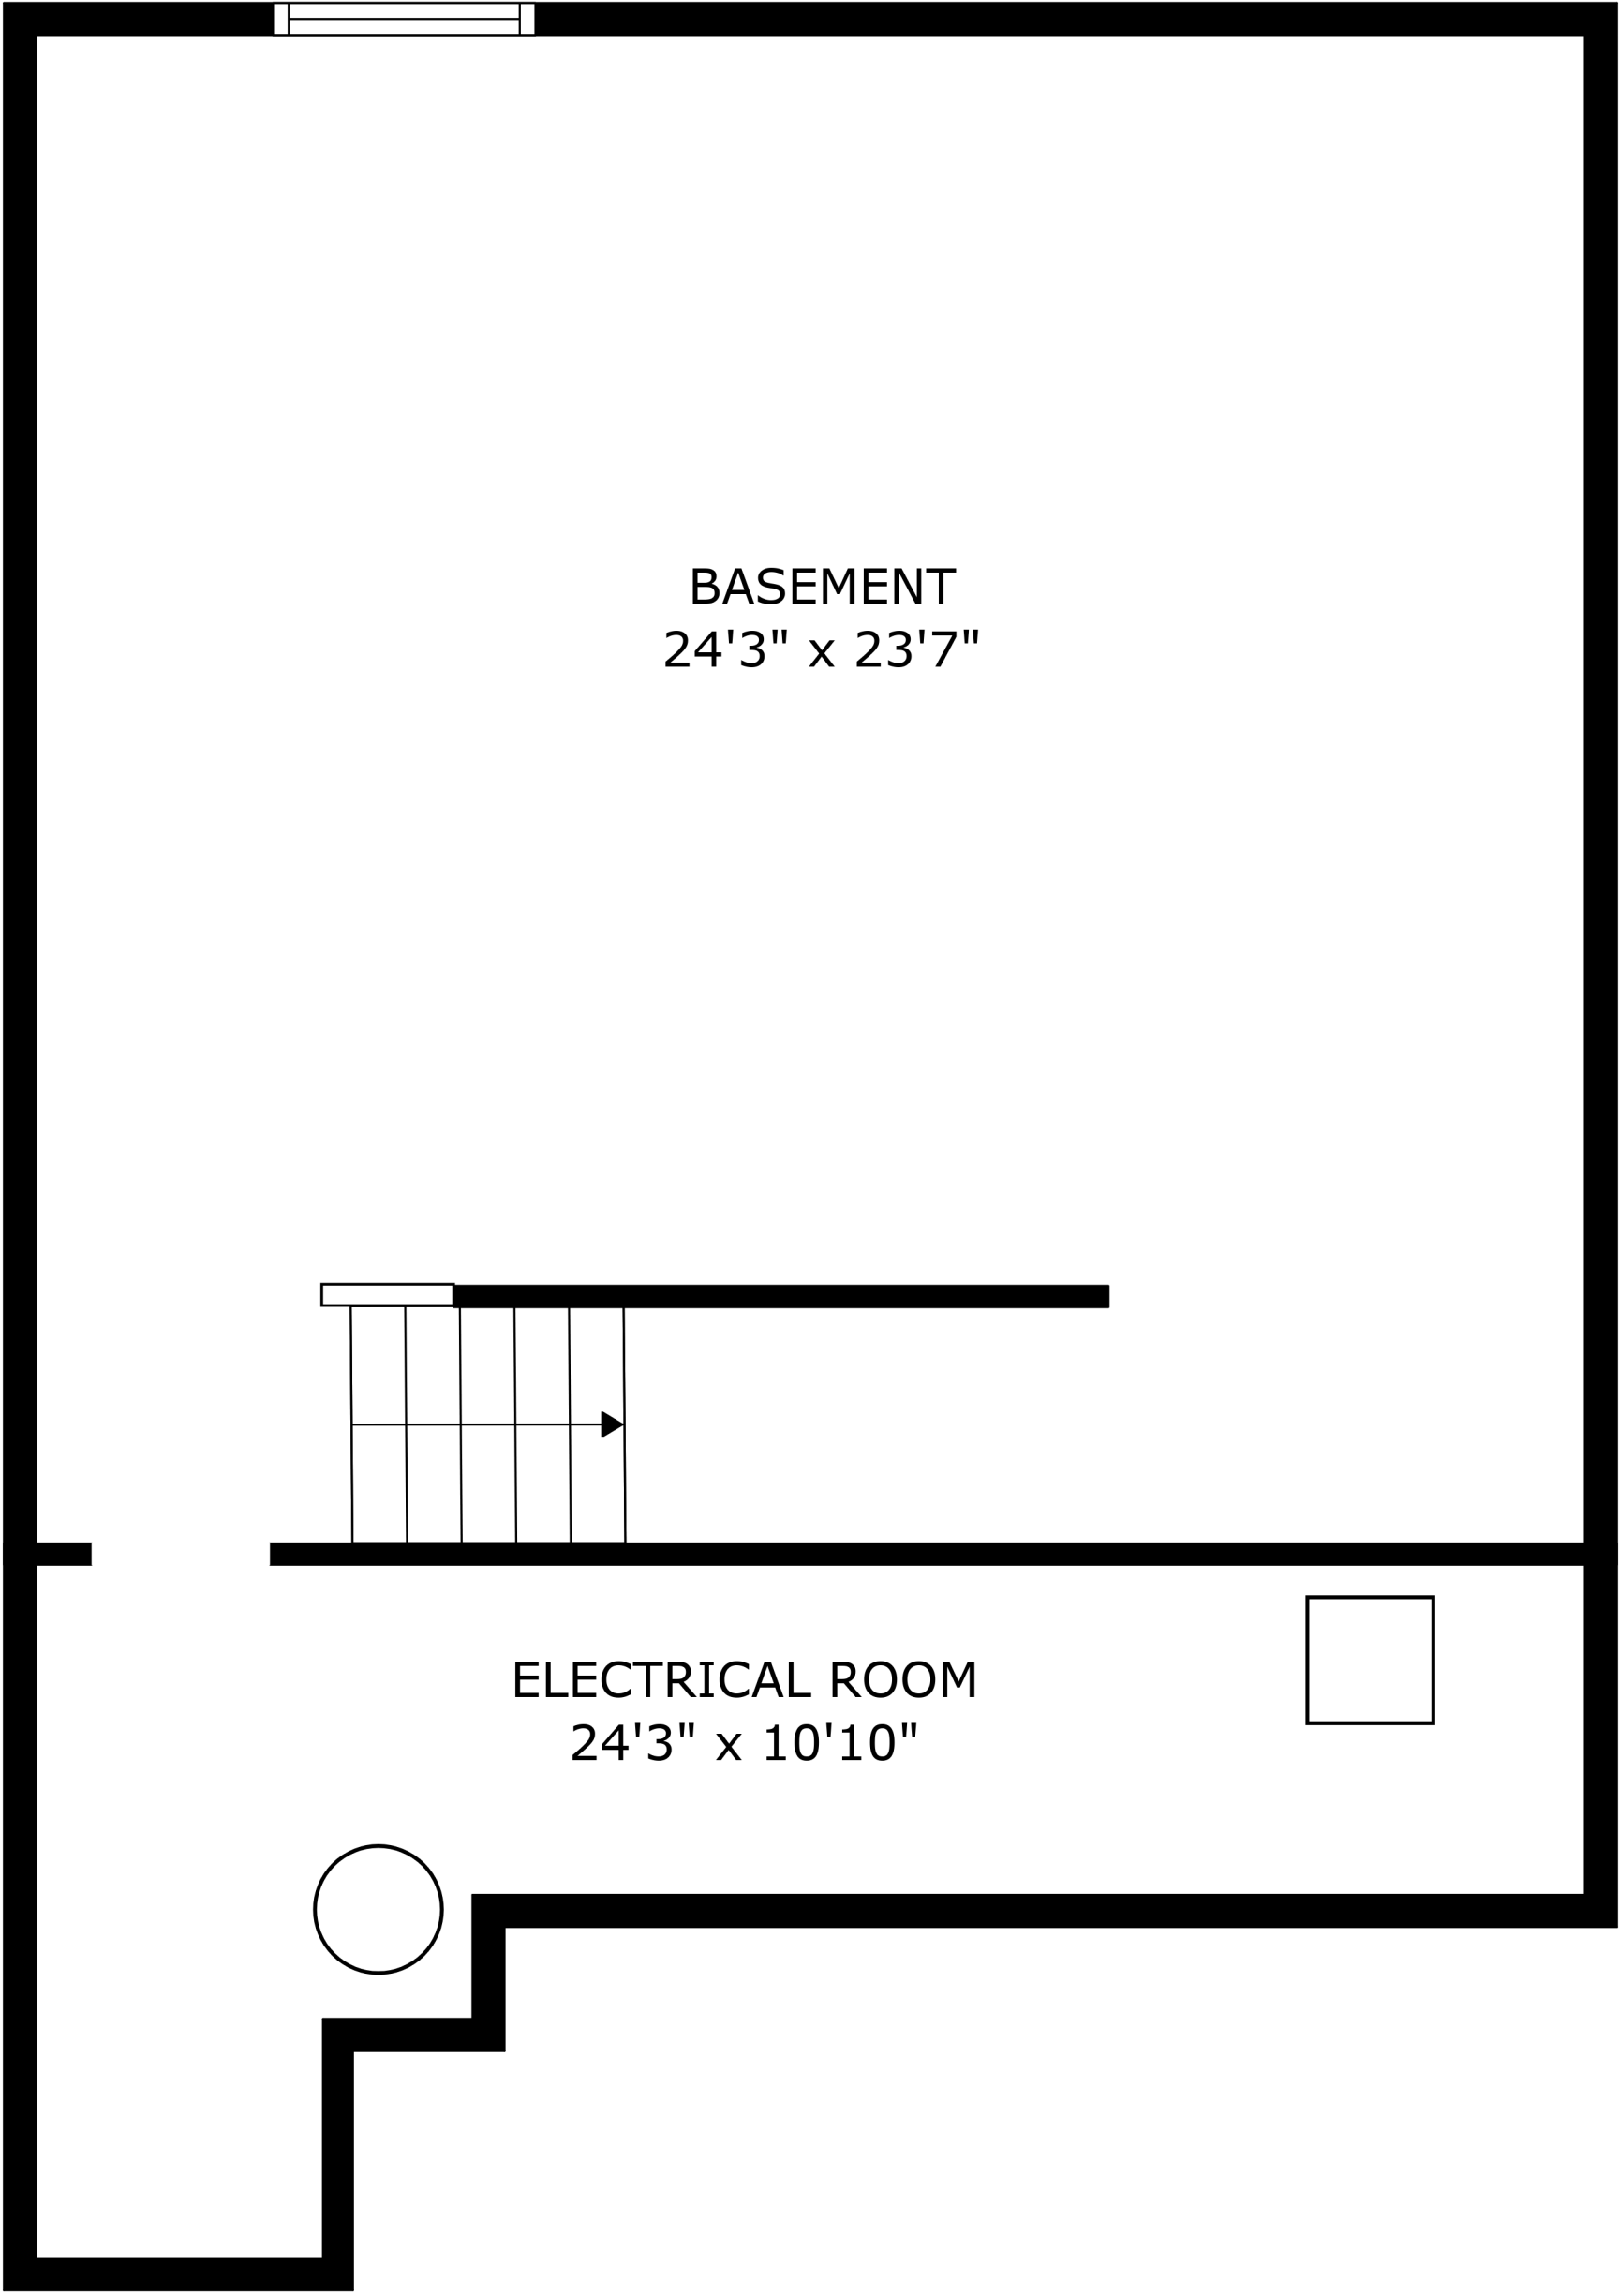 BASEMENT
24'3" x 23'7"
ELECTRICAL ROOM
24'3" x 10'10"